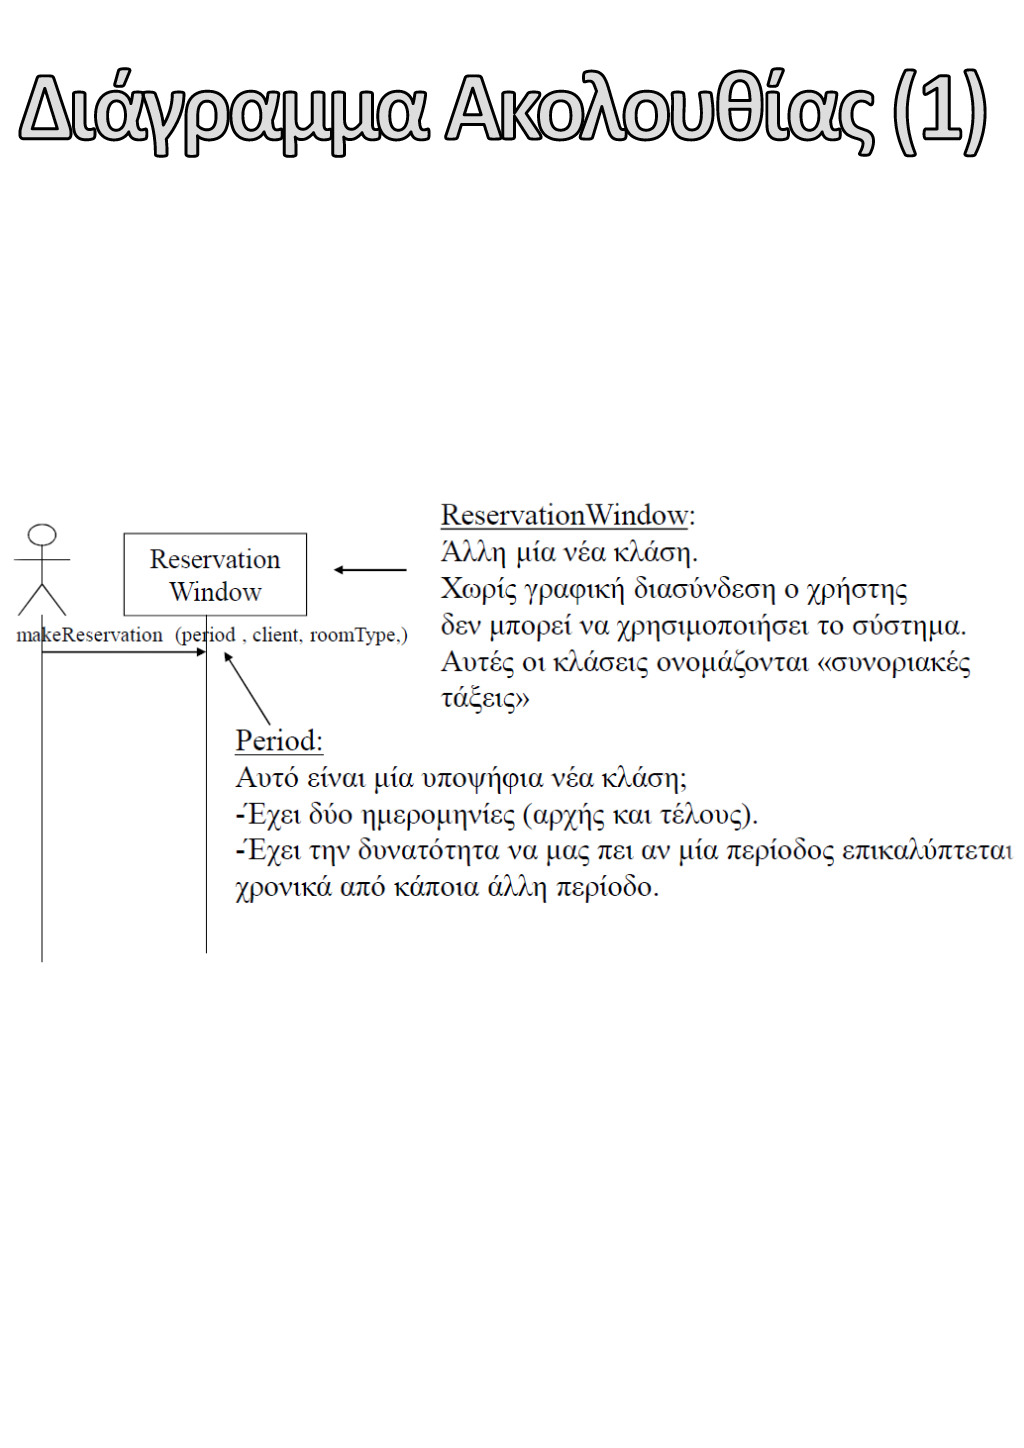 Διάγραμμα Ακολουθίας (1)
Reservation
Window
makeReservation (period , client, roomType,)
ReservationWindow:
Άλλη μία νέα κλάση.
Χωρίς γραφική διασύνδεση ο χρήστης
δεν μπορεί να χρησιμοποιήσει το σύστημα.
Αυτές οι κλάσεις ονομάζονται «συνοριακές
τάξεις»
Period:
Αυτό είναι μία υποψήφια νέα κλάση;
-Έχει δύο ημερομηνίες (αρχής και τέλους).
-Έχει την δυνατότητα να μας πει αν μία περίοδος επικαλύπτεται
χρονικά από κάποια άλλη περίοδο.